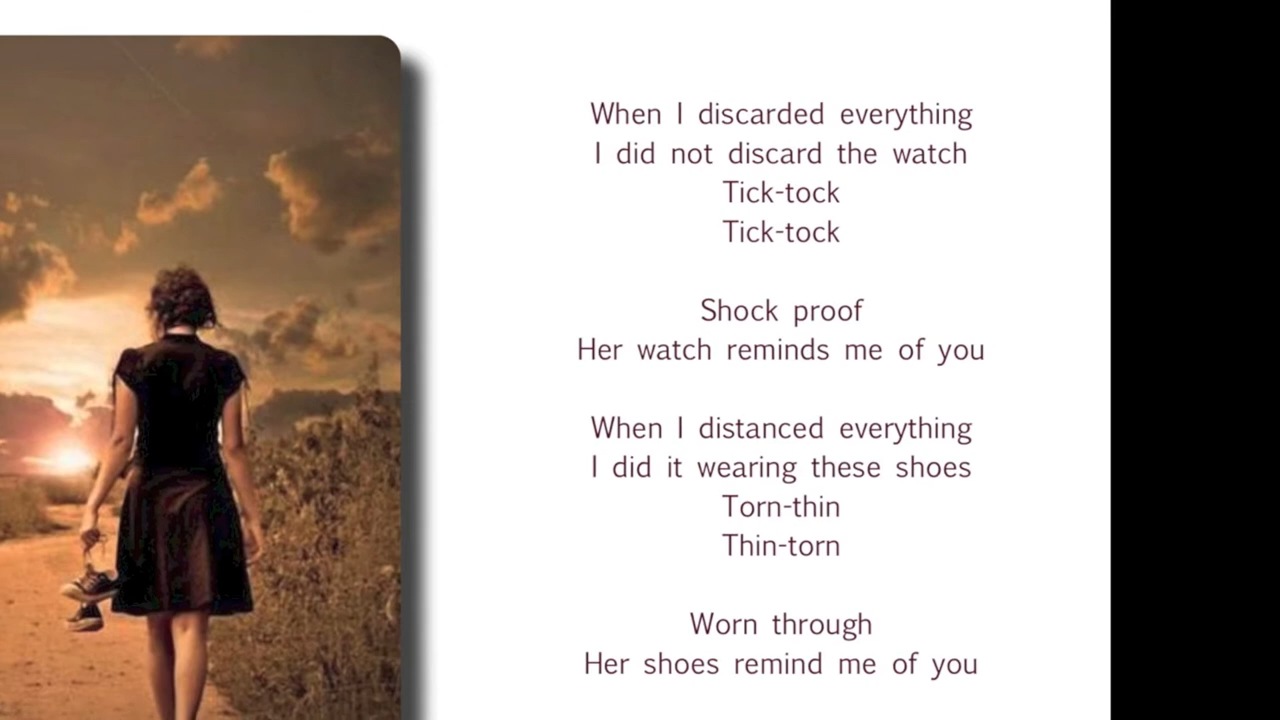 When I discarded everything
I did not discard the watch
Tick-tock
Tick-tock
Shock proof
Her watch reminds me of you
When I distanced everything
I did it wearing these shoes
Torn-thin
Thin-torn
Worn through
Her shoes remind me of you